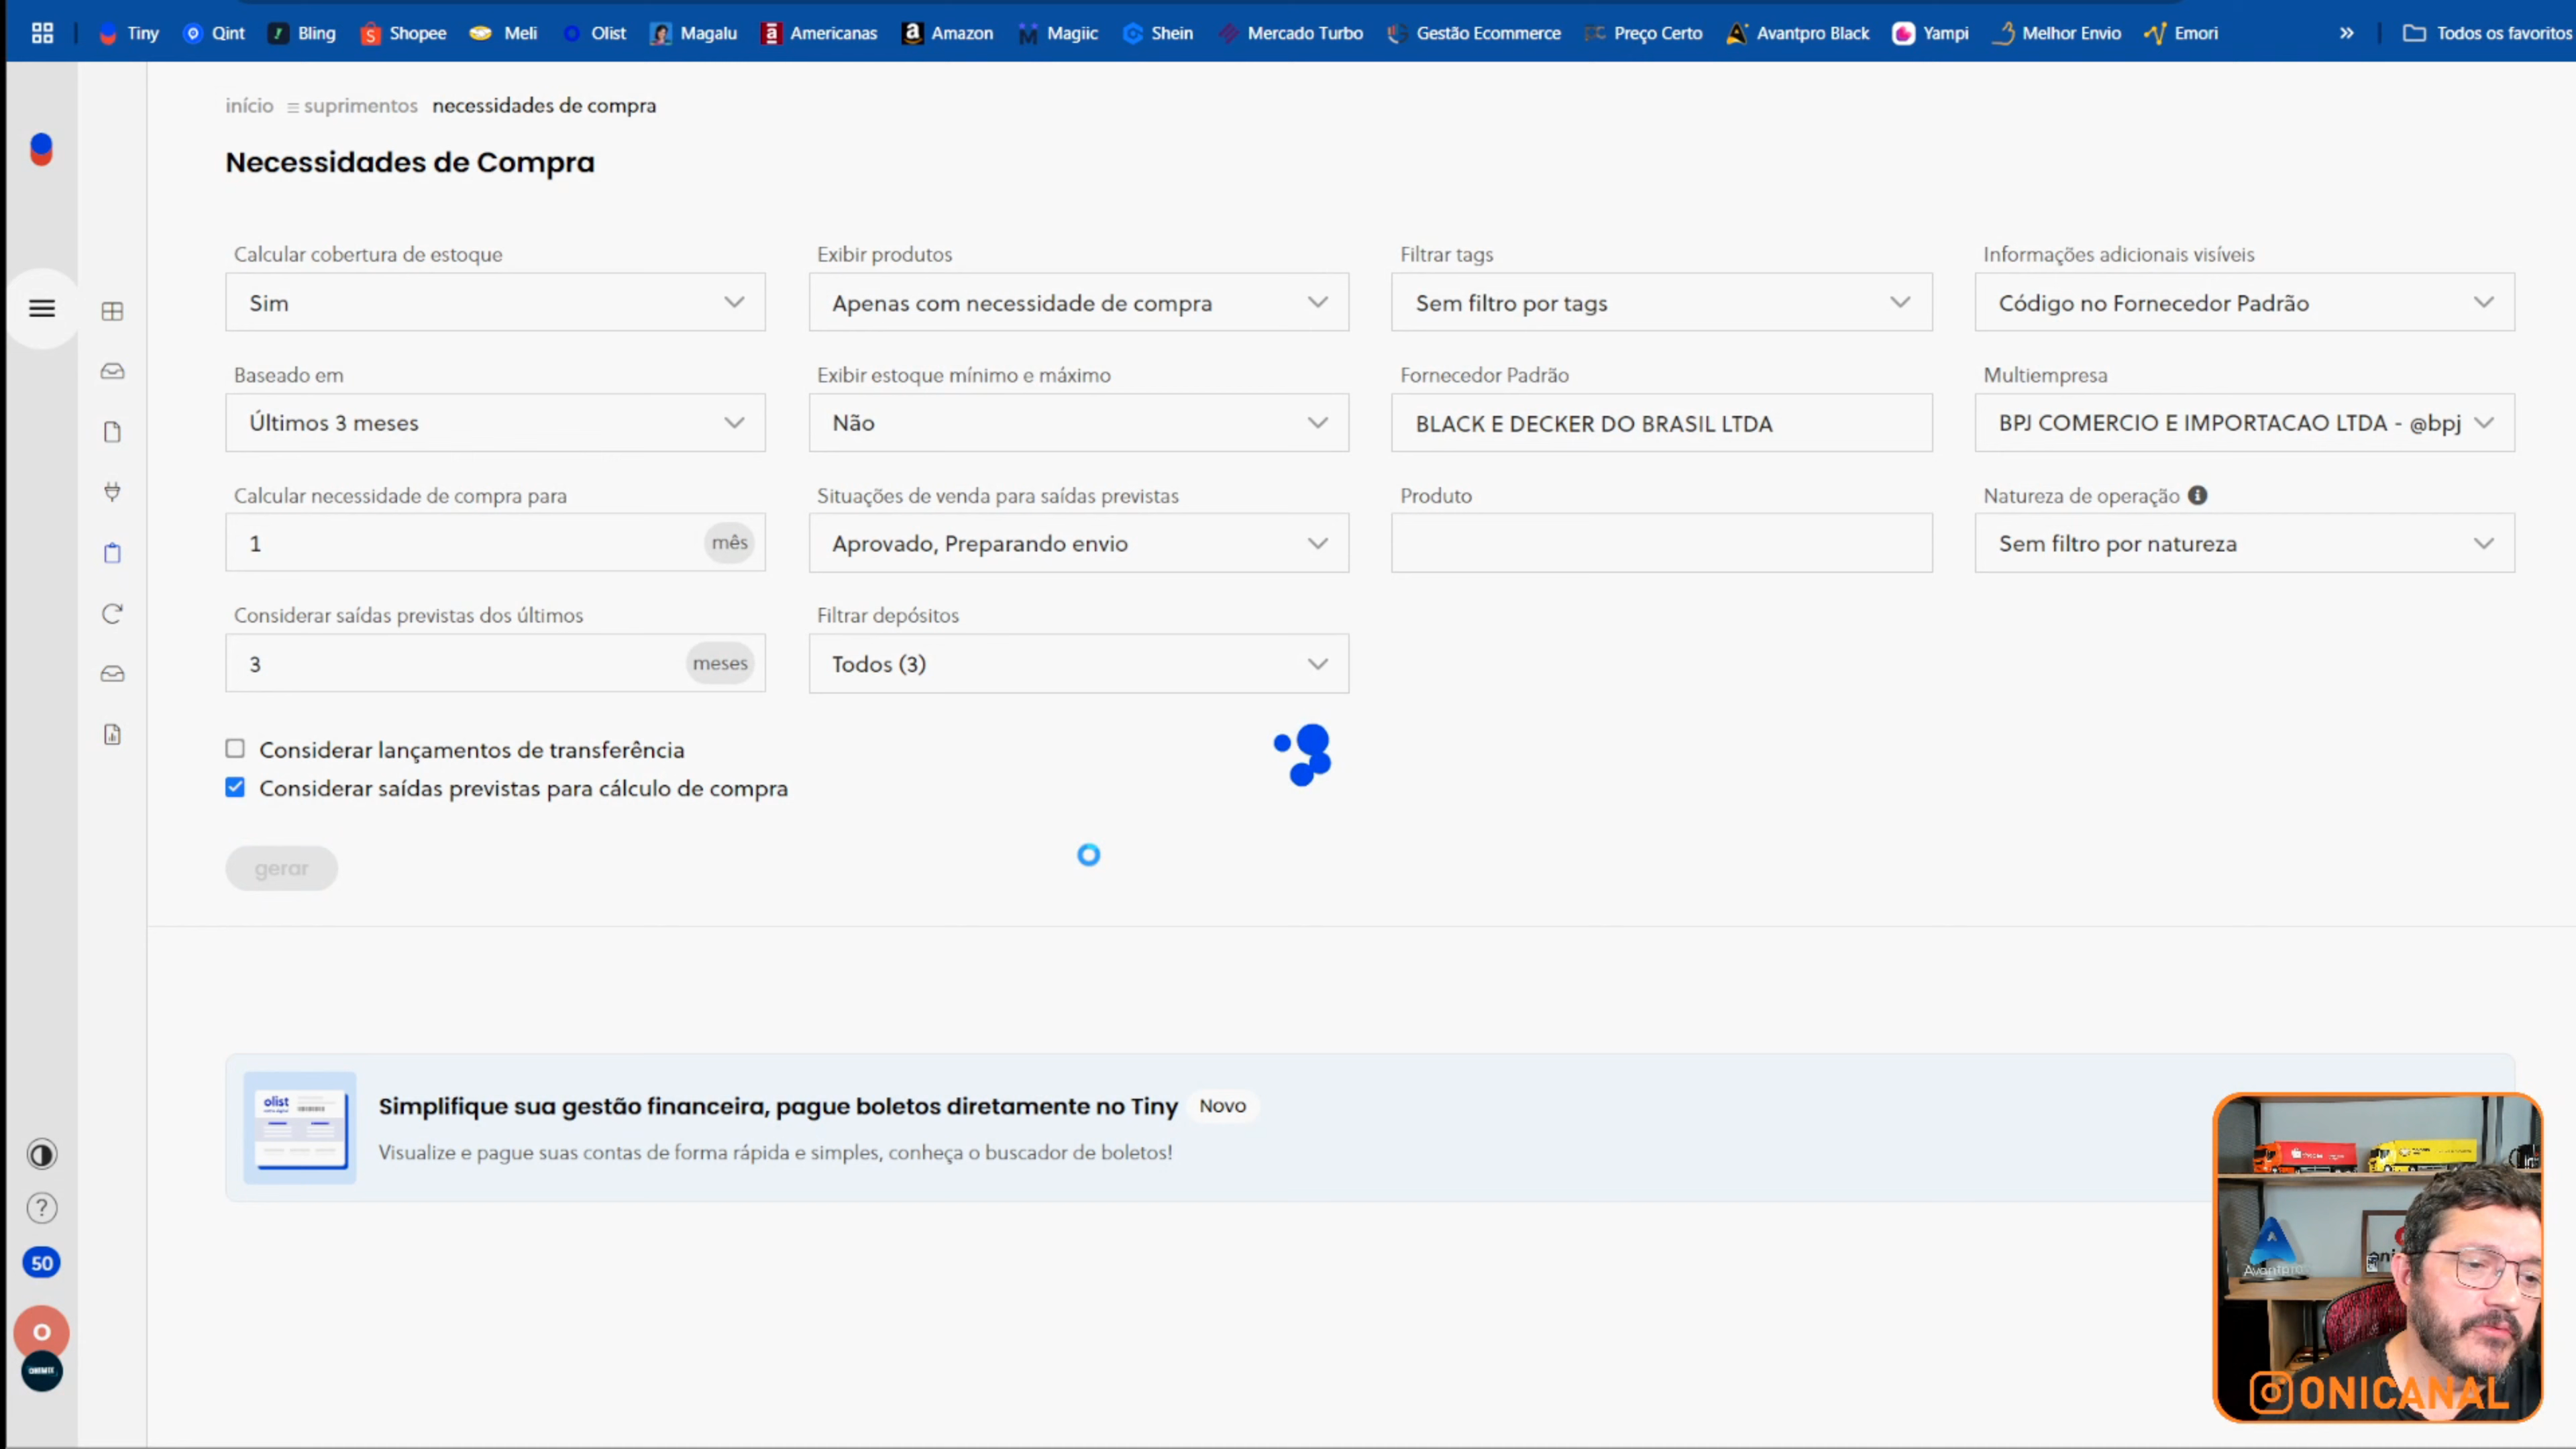 Tiny Qint Bling Shopee Meli Olist Magalu Americanas Amazon Magiic Shein Mercado Turbo Gestão Ecommerce Preço Certo Avantpro Black Yampi Melhor Envio Emori » Todos os favoritos
início suprimentos necessidades de compra
Necessidades de Compra
Calcular cobertura de estoque Exibir produtos Filtrar tags Informações adicionais visíveis
Sim Apenas com necessidade de compra Sem filtro por tags Código no Fornecedor Padrão
Baseado em Exibir estoque mínimo e máximo Fornecedor Padrão Multiempresa
Últimos 3 meses Não BLACK E DECKER DO BRASIL LTDA BPJ COMERCIO E IMPORTACAO LTDA - @bpj
Calcular necessidade de compra para Situações de venda para saídas previstas Produto Natureza de operação
1 mês Aprovado, Preparando envio Sem filtro por natureza
Considerar saídas previstas dos últimos Filtrar depósitos
3 meses Todos (3)
Considerar lançamentos de transferência
Considerar saídas previstas para cálculo de compra
gerar
olist
Simplifique sua gestão financeira, pague boletos diretamente no Tiny Novo
Visualize e pague suas contas de forma rápida e simples, conheça o buscador de boletos!
?
50
O
ONICANAL